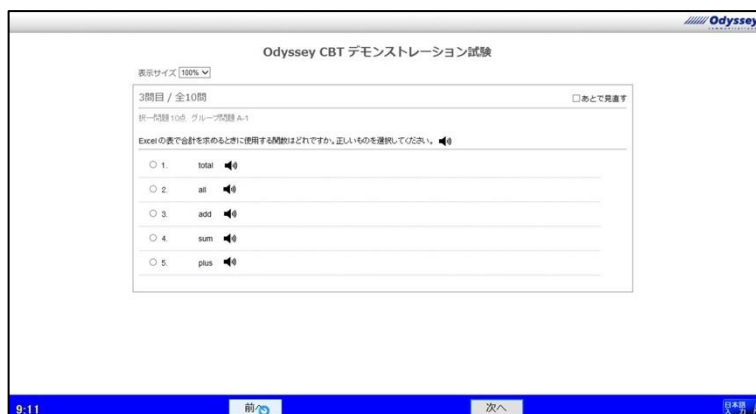 Odyssey
communications
Odyssey CBT デモンストレーション試験
表示サイズ 100%
3問目 / 全10問
あとで見直す
択一問題 10点 グループ問題 A-1
Excelの表で合計を求めるときに使用する関数はどれですか。正しいものを選択してください。
1. total
2. all
3. add
4. sum
5. plus
9:11
前へ
次へ
日本語
入 力